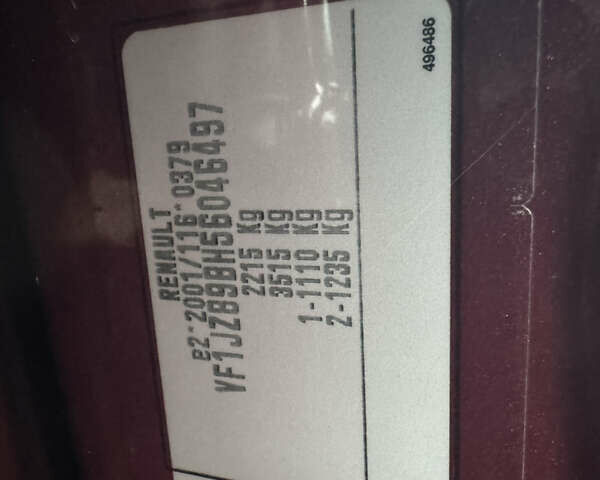 RENAULT
e2*2001/116*0379
VF1JZ89BH56046497
2215 Kg
3515 Kg
1-1110 Kg
2-1235 Kg
496486